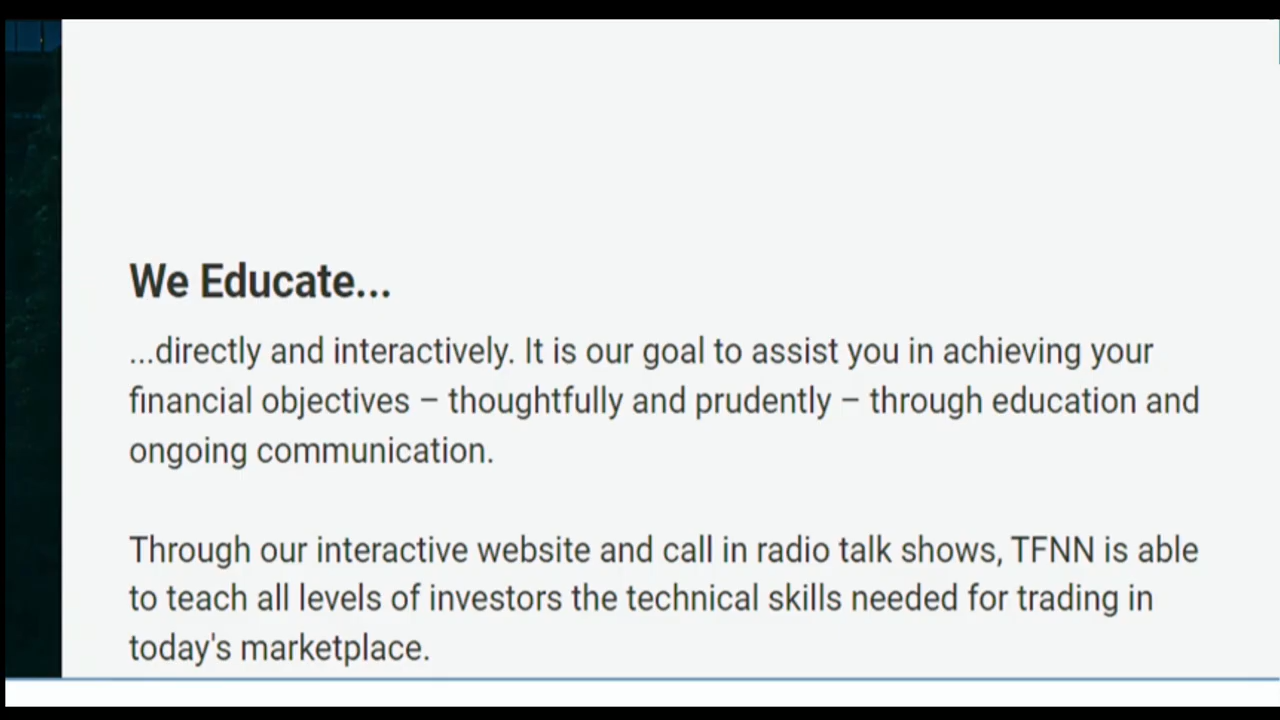 We Educate...
...directly and interactively. It is our goal to assist you in achieving your
financial objectives – thoughtfully and prudently – through education and
ongoing communication.
Through our interactive website and call in radio talk shows, TFNN is able
to teach all levels of investors the technical skills needed for trading in
today's marketplace.